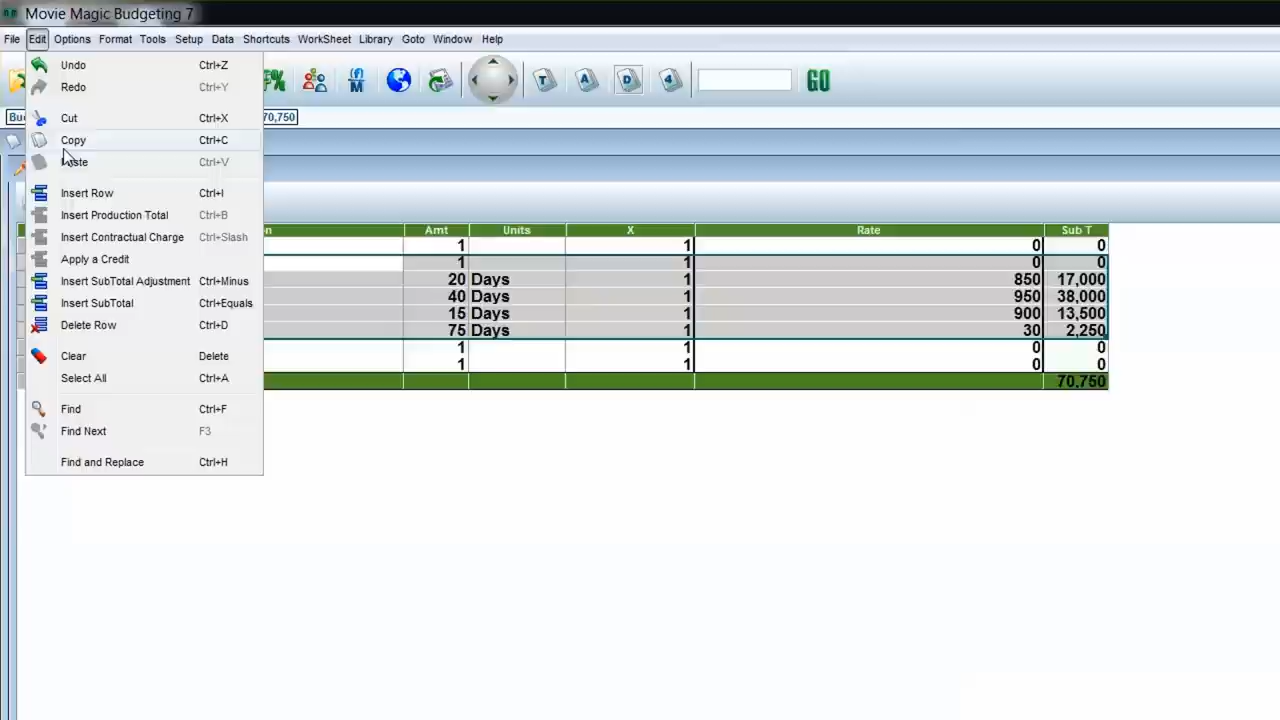 Movie Magic Budgeting 7
File Edit Options Format Tools Setup Data Shortcuts WorkSheet Library Goto Window Help
Undo Ctrl+Z
Redo Ctrl+Y
F% f(x) M T A D 4 GO
Cut Ctrl+X
Bu 70,750
Copy Ctrl+C
Ctrl+V
Insert Row Ctrl+I
Insert Production Total Ctrl+B
Insert Contractual Charge Ctrl+Slash
Apply a Credit
Insert SubTotal Adjustment Ctrl+Minus
Insert SubTotal Ctrl+Equals
Delete Row Ctrl+D
Clear Delete
Select All Ctrl+A
Find Ctrl+F
Find Next F3
Find and Replace Ctrl+H
n Amt Units X Rate Sub T
1 1 0 0
1 1 0 0
20 Days 1 850 17,000
40 Days 1 950 38,000
15 Days 1 900 13,500
75 Days 1 30 2,250
1 1 0 0
1 1 0 0
70,750